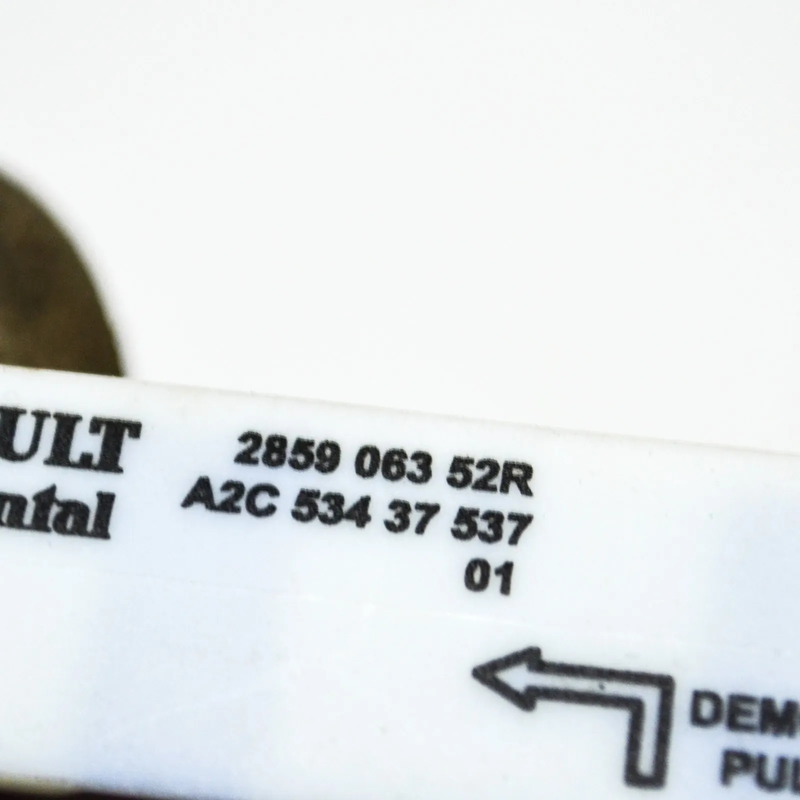 ULT
ntal
2859 063 52R
A2C 534 37 537
01
DEM
PUL